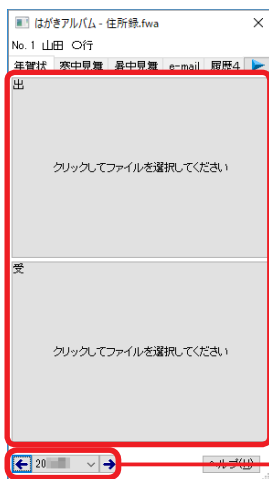 はがきアルバム - 住所録.fwa
No. 1 山田 〇行
年賀状 寒中見舞 暑中見舞 e-mail 履歴4
出
クリックしてファイルを選択してください
受
クリックしてファイルを選択してください
20
ヘルプ(H)